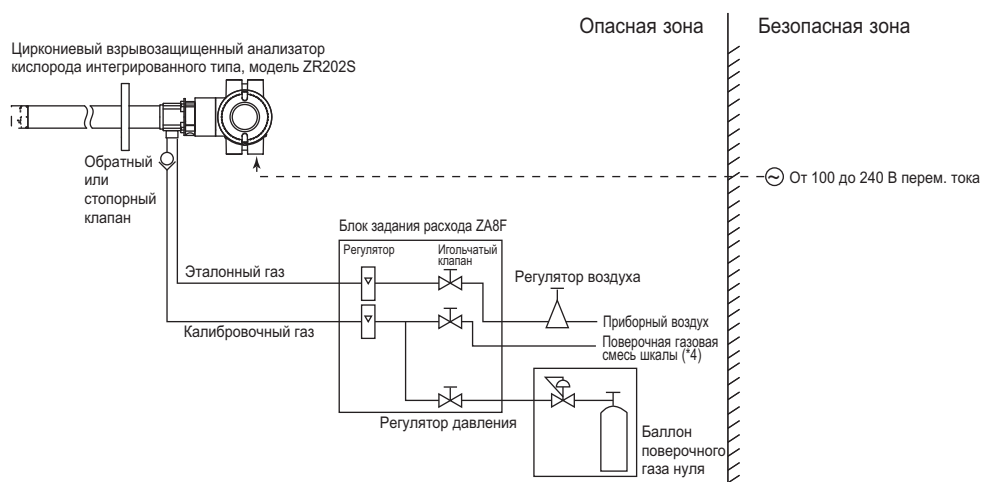 Опасная зона
Безопасная зона
Циркониевый взрывозащищенный анализатор
кислорода интегрированного типа, модель ZR202S
Обратный
или
стопорный
клапан
От 100 до 240 В перем. тока
Блок задания расхода ZA8F
Регулятор
Игольчатый
клапан
Эталонный газ
Регулятор воздуха
Калибровочный газ
Приборный воздух
Поверочная газовая
смесь шкалы (*4)
Регулятор давления
Баллон
поверочного
газа нуля